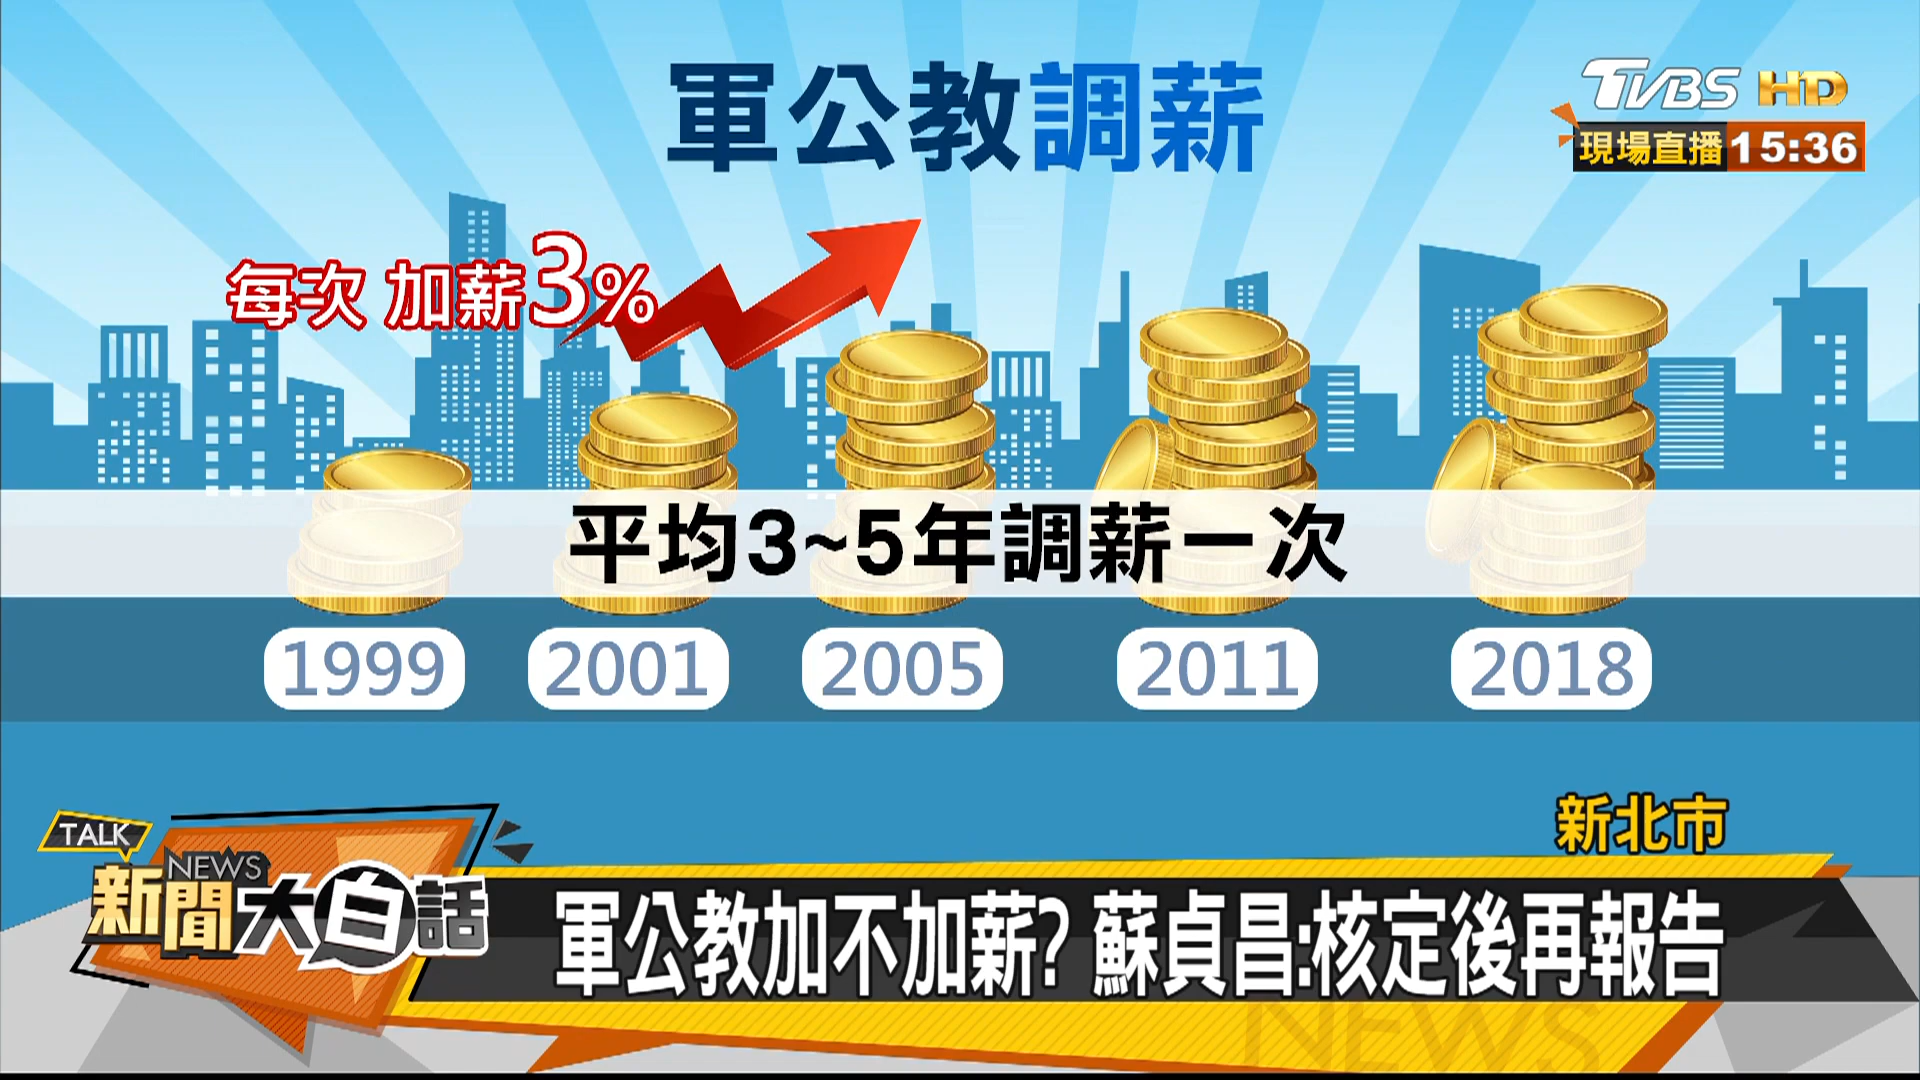 軍公教調薪
TVBS HD
現場直播 15:36
每次 加薪3%
平均3~5年調薪一次
1999 2001 2005 2011 2018
新北市
TALK
NEWS
新聞大白話
軍公教加不加薪? 蘇貞昌:核定後再報告
NEWS